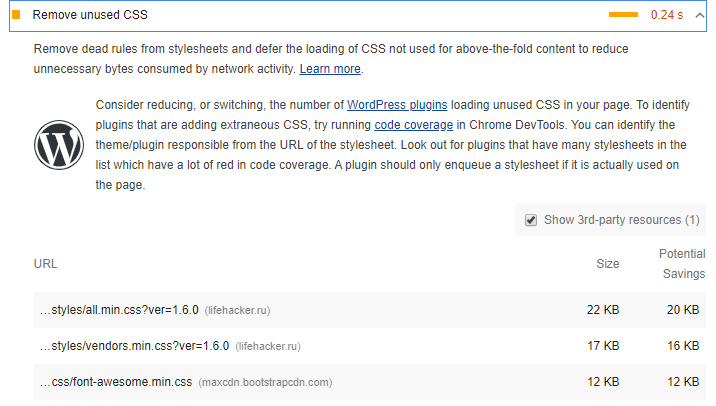 Remove unused CSS 0.24 s
Remove dead rules from stylesheets and defer the loading of CSS not used for above-the-fold content to reduce
unnecessary bytes consumed by network activity. Learn more.
Consider reducing, or switching, the number of WordPress plugins loading unused CSS in your page. To identify
plugins that are adding extraneous CSS, try running code coverage in Chrome DevTools. You can identify the
theme/plugin responsible from the URL of the stylesheet. Look out for plugins that have many stylesheets in the
list which have a lot of red in code coverage. A plugin should only enqueue a stylesheet if it is actually used on
the page.
Show 3rd-party resources (1)
URL Size Potential
Savings
…styles/all.min.css?ver=1.6.0 (lifehacker.ru) 22 KB 20 KB
…styles/vendors.min.css?ver=1.6.0 (lifehacker.ru) 17 KB 16 KB
…css/font-awesome.min.css (maxcdn.bootstrapcdn.com) 12 KB 12 KB